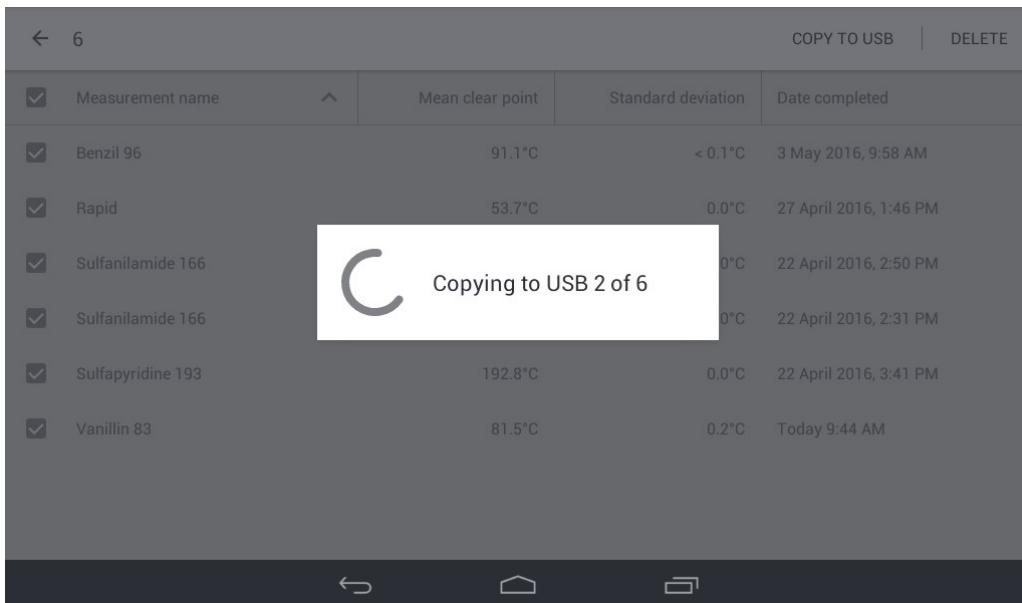 6 COPY TO USB DELETE
Measurement name Mean clear point Standard deviation Date completed
Benzil 96 91.1°C < 0.1°C 3 May 2016, 9:58 AM
Rapid 53.7°C 0.0°C 27 April 2016, 1:46 PM
Sulfanilamide 166 0°C 22 April 2016, 2:50 PM
Copying to USB 2 of 6
Sulfanilamide 166 0°C 22 April 2016, 2:31 PM
Sulfapyridine 193 192.8°C 0.0°C 22 April 2016, 3:41 PM
Vanillin 83 81.5°C 0.2°C Today 9:44 AM